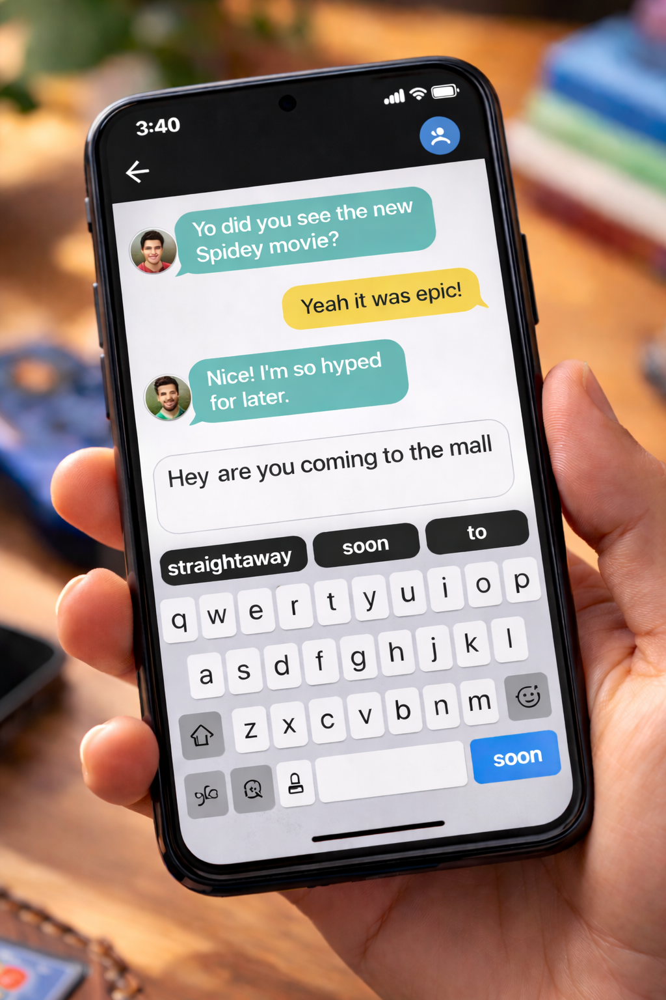 3:40
Yo did you see the new
Spidey movie?
Yeah it was epic!
Nice! I'm so hyped
for later.
Hey are you coming to the mall
straightaway soon to
q w e r t y u i o p
a s d f g h j k l
z x c v b n m
soon